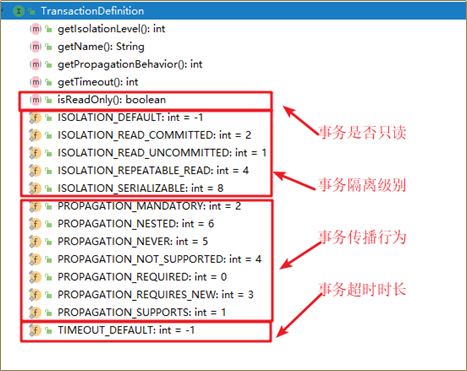 TransactionDefinition
getIsolationLevel(): int
getName(): String
getPropagationBehavior(): int
getTimeout(): int
isReadOnly(): boolean
ISOLATION_DEFAULT: int = -1
ISOLATION_READ_COMMITTED: int = 2
ISOLATION_READ_UNCOMMITTED: int = 1
ISOLATION_REPEATABLE_READ: int = 4
ISOLATION_SERIALIZABLE: int = 8
PROPAGATION_MANDATORY: int = 2
PROPAGATION_NESTED: int = 6
PROPAGATION_NEVER: int = 5
PROPAGATION_NOT_SUPPORTED: int = 4
PROPAGATION_REQUIRED: int = 0
PROPAGATION_REQUIRES_NEW: int = 3
PROPAGATION_SUPPORTS: int = 1
TIMEOUT_DEFAULT: int = -1
事务是否只读
事务隔离级别
事务传播行为
事务超时时长